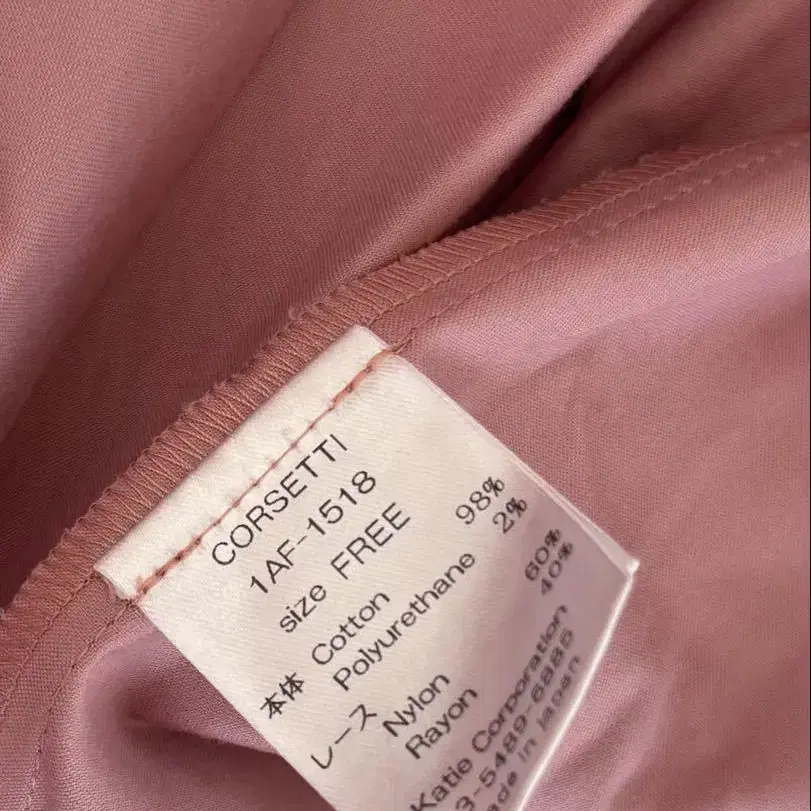 CORSETTI
1AF-1518
size FREE
本体 Cotton 98%
Polyurethane 2%
レース Nylon 60%
Rayon 40%
Katie Corporation
3-5489-6885
ade in japan